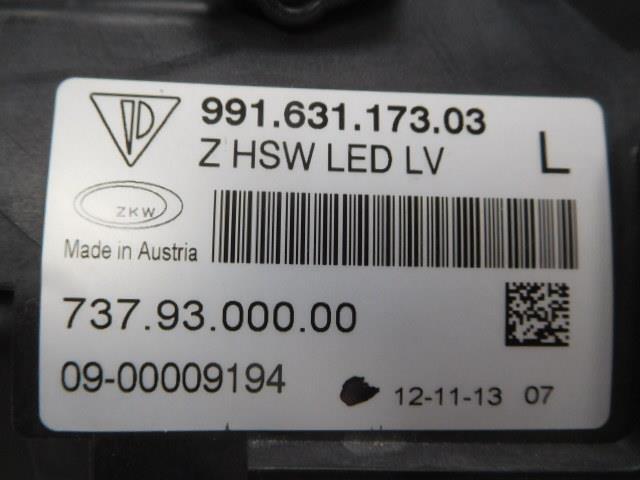 991.631.173.03
Z HSW LED LV L
ZKW
Made in Austria
737.93.000.00
09-00009194
12-11-13 07